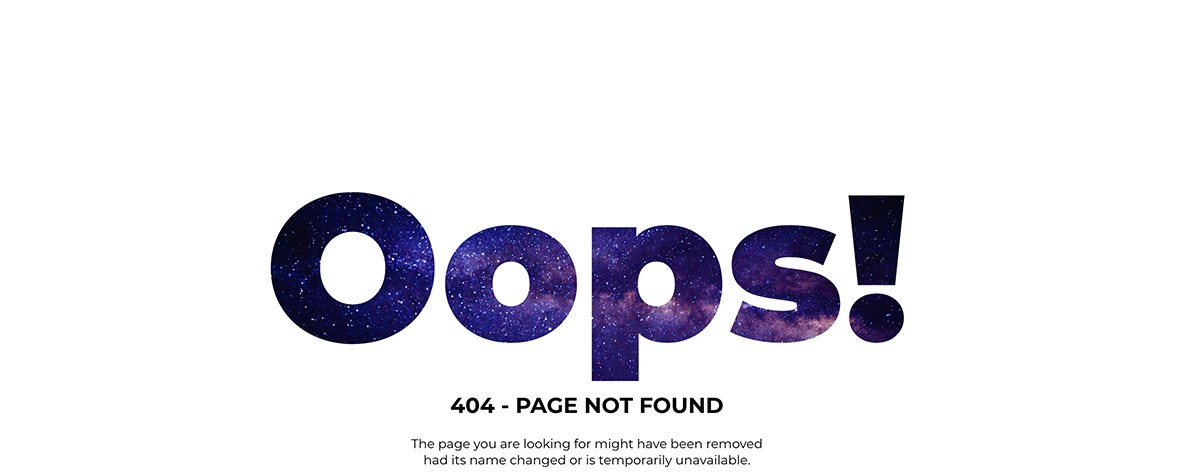 Oops!
404 - PAGE NOT FOUND
The page you are looking for might have been removed
had its name changed or is temporarily unavailable.